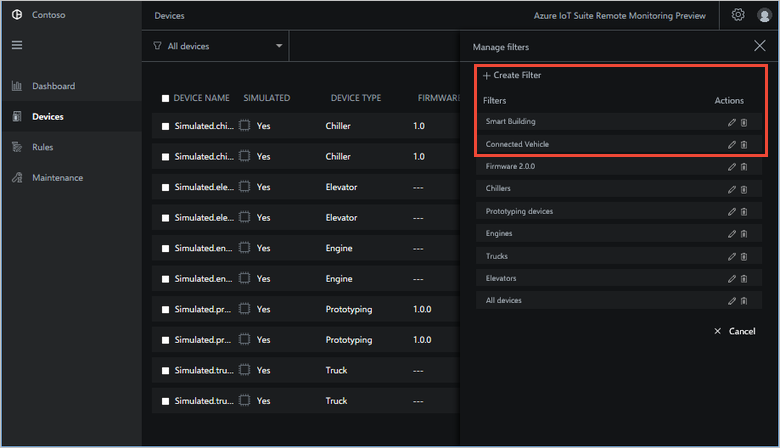 Contoso
Devices
Azure IoT Suite Remote Monitoring Preview
All devices
Manage filters
+ Create Filter
Dashboard
Devices
Rules
Maintenance
DEVICE NAME SIMULATED DEVICE TYPE FIRMWARE
Simulated.chi... Yes Chiller 1.0
Simulated.chi... Yes Chiller 1.0
Simulated.ele... Yes Elevator ---
Simulated.ele... Yes Elevator ---
Simulated.en... Yes Engine ---
Simulated.en... Yes Engine ---
Simulated.pr... Yes Prototyping 1.0.0
Simulated.pr... Yes Prototyping 1.0.0
Simulated.tru... Yes Truck ---
Simulated.tru... Yes Truck ---
Filters Actions
Smart Building
Connected Vehicle
Firmware 2.0.0
Chillers
Prototyping devices
Engines
Trucks
Elevators
All devices
× Cancel